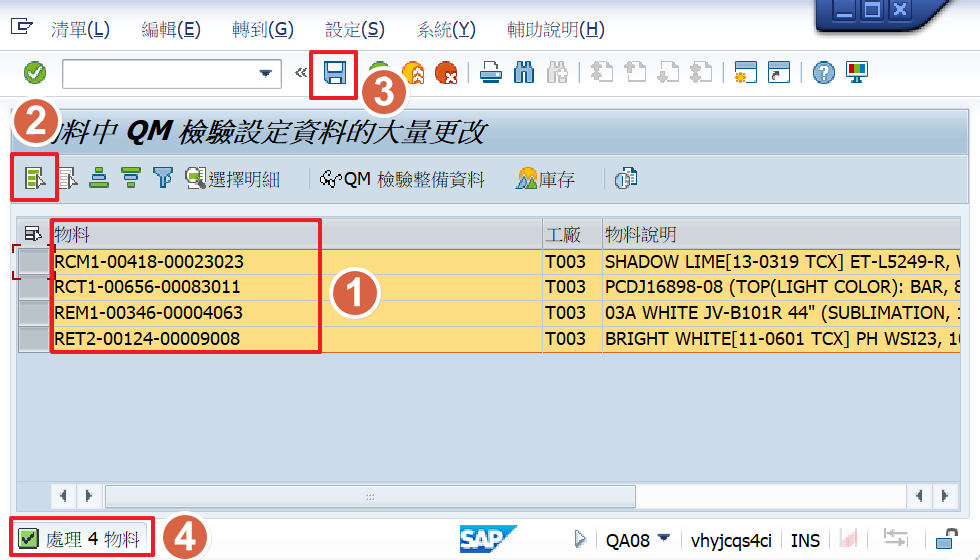 清單(L) 編輯(E) 轉到(G) 設定(S) 系統(Y) 輔助說明(H)
«
3
2
料中 QM 檢驗設定資料的大量更改
選擇明細 QM 檢驗整備資料 庫存
物料 工廠 物料說明
RCM1-00418-00023023 T003 SHADOW LIME[13-0319 TCX] ET-L5249-R,
RCT1-00656-00083011 T003 PCDJ16898-08 (TOP(LIGHT COLOR): BAR,
1
REM1-00346-00004063 T003 03A WHITE JV-B101R 44" (SUBLIMATION,
RET2-00124-00009008 T003 BRIGHT WHITE[11-0601 TCX] PH WSI23,
處理 4 物料
4
SAP
QA08 vhyjcqs4ci INS